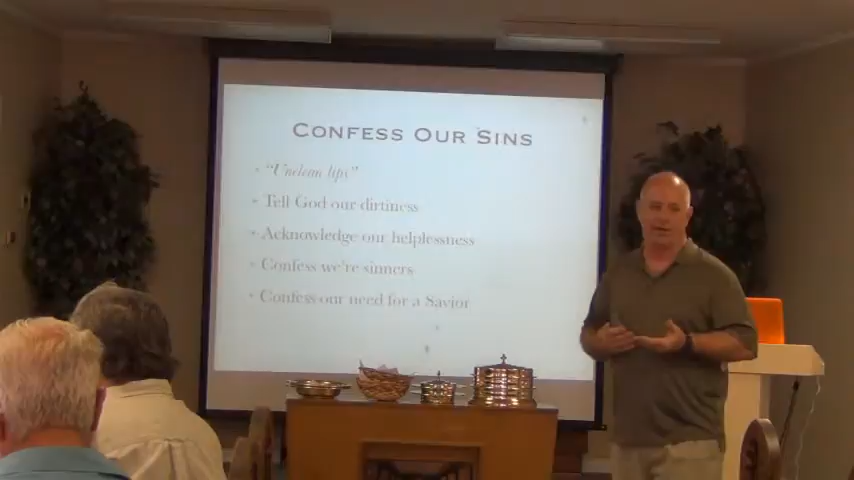 Confess Our Sins
• "Unclean lips"
• Tell God our dirtiness
• Acknowledge our helplessness
• Confess we're sinners
• Confess our need for a Savior